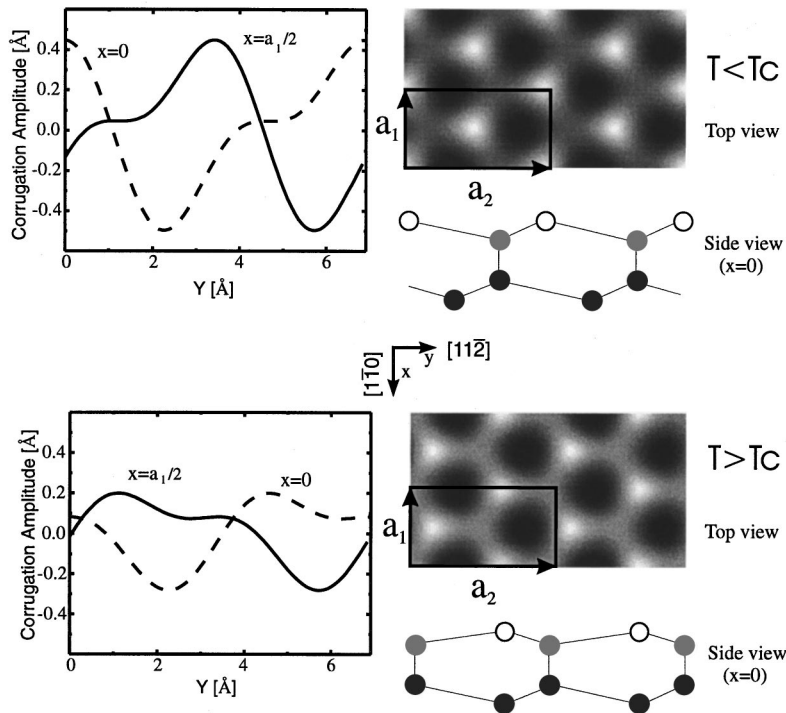 Corrugation Amplitude [Å]
0.4
0.2
0.0
-0.2
-0.4
x=0
x=a₁/2
0 2 4 6
Y [Å]
a₁
a₂
T<Tc
Top view
Side view
(x=0)
[11̄0]
x
y
[112̄]
Corrugation Amplitude [Å]
0.4
0.2
0.0
-0.2
-0.4
x=a₁/2
x=0
0 2 4 6
Y [Å]
a₁
a₂
T>Tc
Top view
Side view
(x=0)